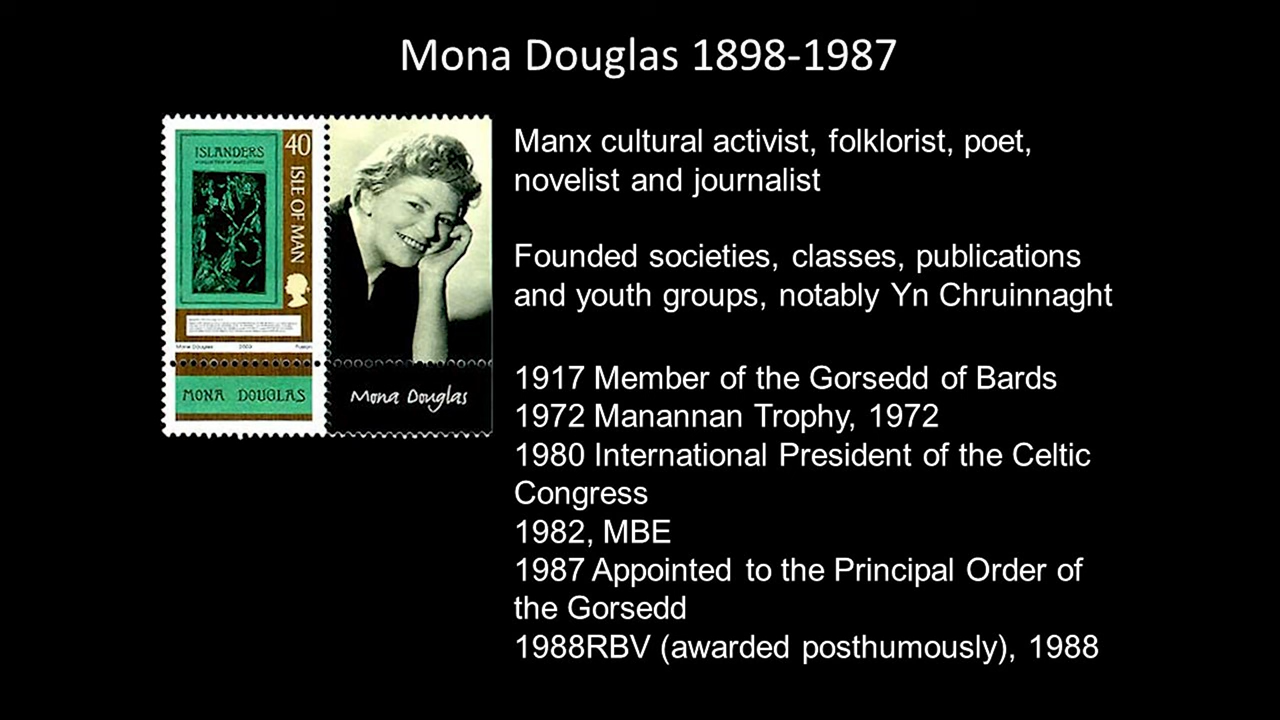 Mona Douglas 1898-1987
ISLANDERS
40
ISLE OF MAN
Mona Douglas
MONA DOUGLAS
Mona Douglas
Manx cultural activist, folklorist, poet,
novelist and journalist
Founded societies, classes, publications
and youth groups, notably Yn Chruinnaght
1917 Member of the Gorsedd of Bards
1972 Manannan Trophy, 1972
1980 International President of the Celtic
Congress
1982, MBE
1987 Appointed to the Principal Order of
the Gorsedd
1988RBV (awarded posthumously), 1988